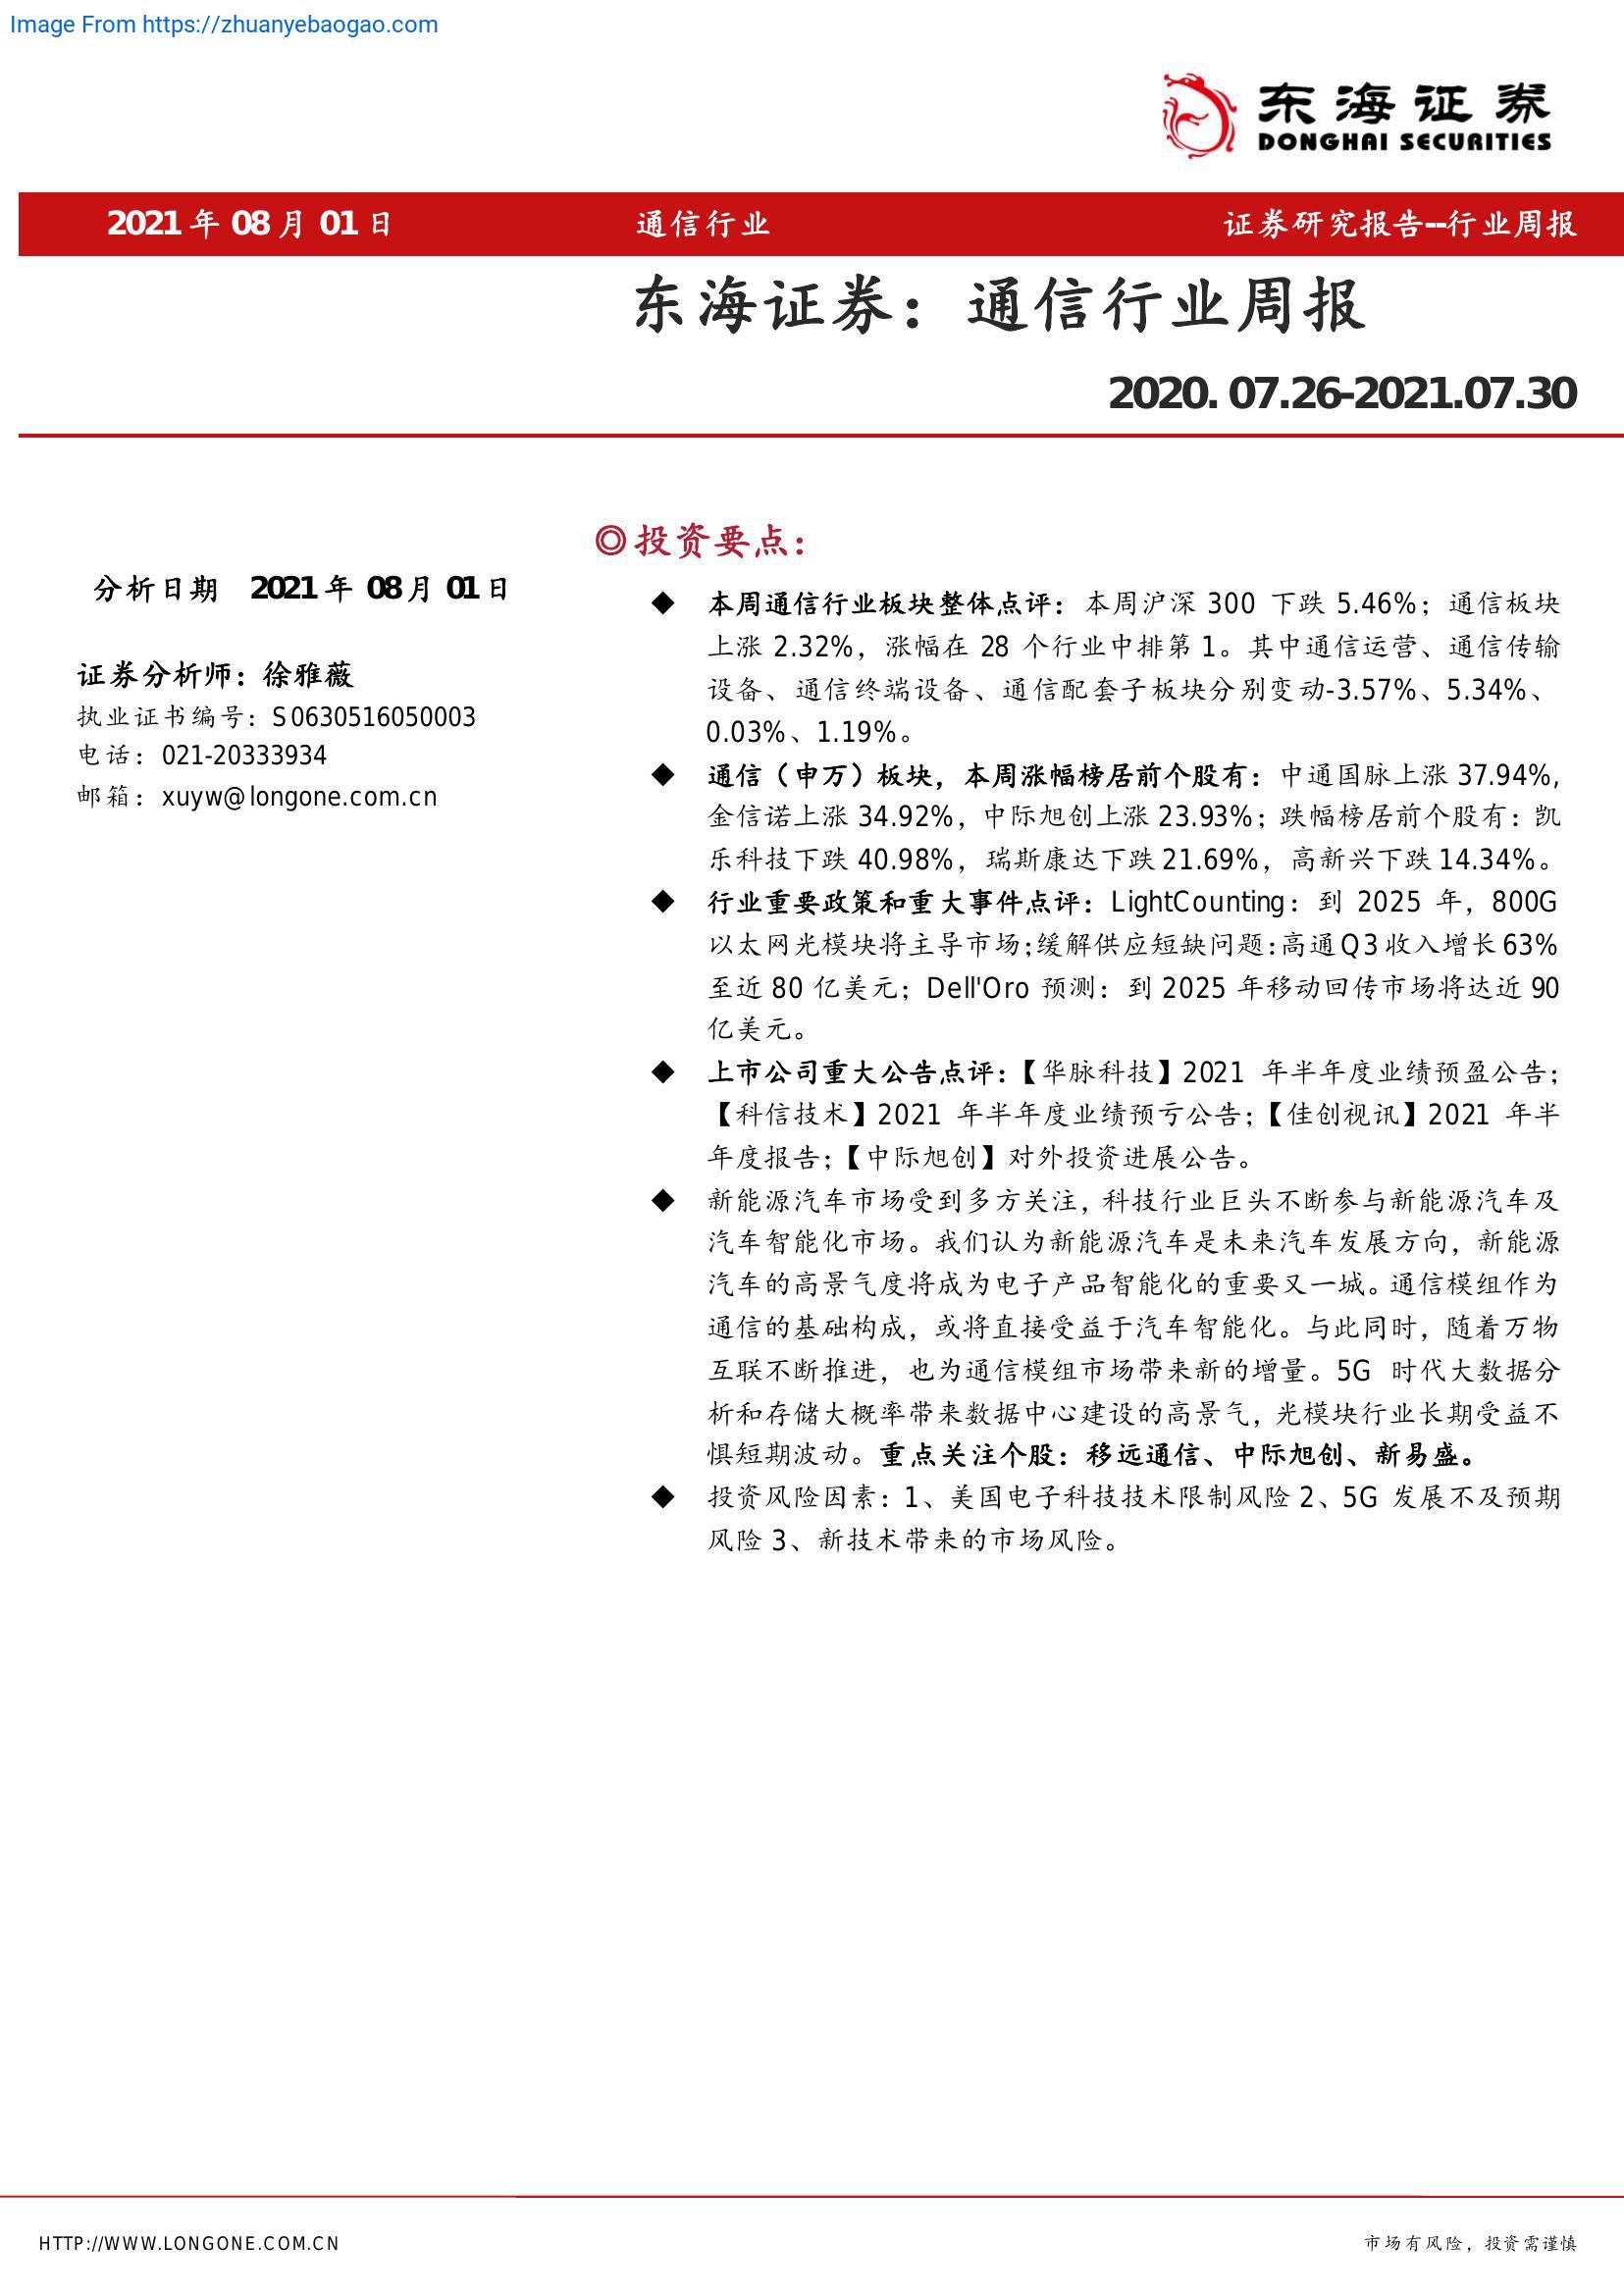 Image From https://zhuanyebaogao.com
东海证券
DONGHAI SECURITIES
2021年08月01日 通信行业 证券研究报告--行业周报
东海证券：通信行业周报
2020. 07.26-2021.07.30
◎投资要点：
分析日期 2021年08月01日
证券分析师：徐雅薇
执业证书编号：S0630516050003
电话：021-20333934
邮箱：xuyw@longone.com.cn
◆ 本周通信行业板块整体点评：本周沪深 300 下跌 5.46%；通信板块
上涨 2.32%，涨幅在 28 个行业中排第 1。其中通信运营、通信传输
设备、通信终端设备、通信配套子板块分别变动-3.57%、5.34%、
0.03%、1.19%。
◆ 通信（申万）板块，本周涨幅榜居前个股有：中通国脉上涨 37.94%，
金信诺上涨 34.92%，中际旭创上涨 23.93%；跌幅榜居前个股有：凯
乐科技下跌 40.98%，瑞斯康达下跌 21.69%，高新兴下跌 14.34%。
◆ 行业重要政策和重大事件点评：LightCounting：到 2025 年，800G
以太网光模块将主导市场;缓解供应短缺问题:高通Q3收入增长63%
至近 80 亿美元；Dell'Oro 预测：到 2025 年移动回传市场将达近 90
亿美元。
◆ 上市公司重大公告点评：【华脉科技】2021 年半年度业绩预盈公告；
【科信技术】2021 年半年度业绩预亏公告；【佳创视讯】2021 年半
年度报告；【中际旭创】对外投资进展公告。
◆ 新能源汽车市场受到多方关注，科技行业巨头不断参与新能源汽车及
汽车智能化市场。我们认为新能源汽车是未来汽车发展方向，新能源
汽车的高景气度将成为电子产品智能化的重要又一城。通信模组作为
通信的基础构成，或将直接受益于汽车智能化。与此同时，随着万物
互联不断推进，也为通信模组市场带来新的增量。5G 时代大数据分
析和存储大概率带来数据中心建设的高景气，光模块行业长期受益不
惧短期波动。重点关注个股：移远通信、中际旭创、新易盛。
◆ 投资风险因素：1、美国电子科技技术限制风险 2、5G 发展不及预期
风险 3、新技术带来的市场风险。
HTTP://WWW.LONGONE.COM.CN 市场有风险，投资需谨慎